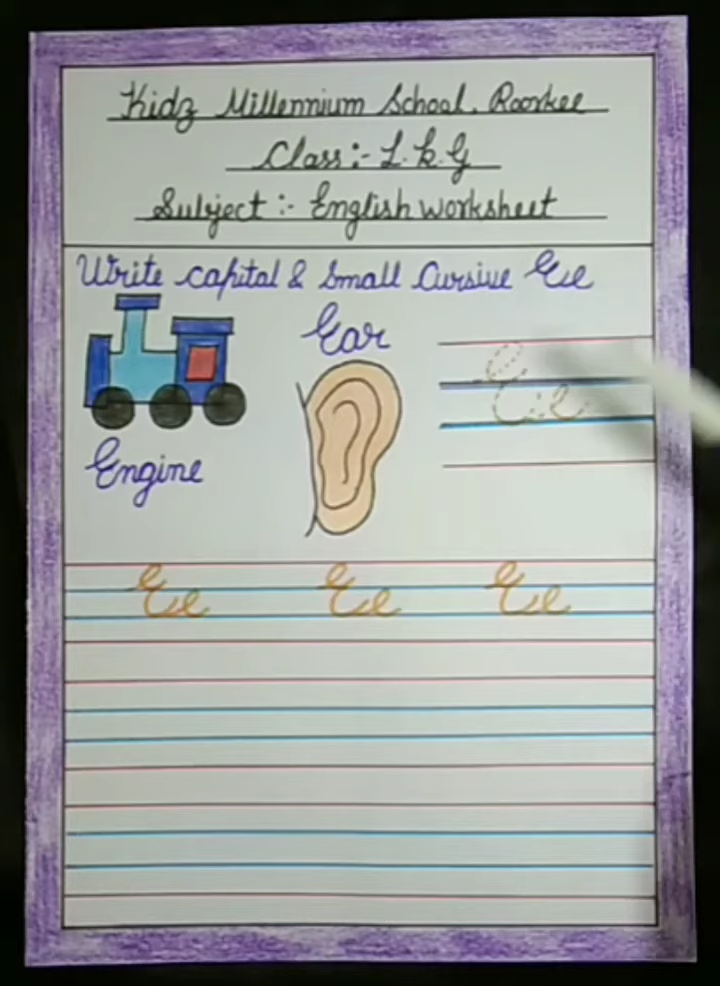 Kidz Millennium School, Roorkee
Class:- L.K.G
Subject :- English worksheet
Write capital & small Cursive Ee
Ear
Ee
Engine
Ee Ee Ee